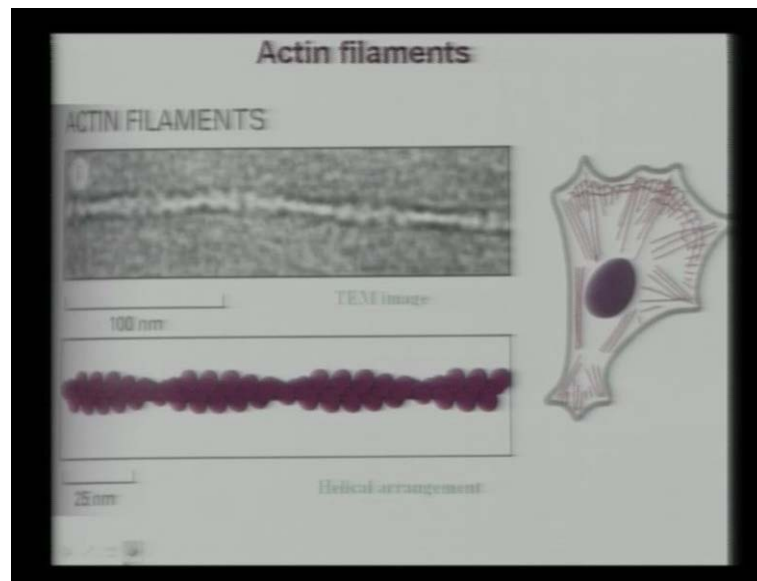 Actin filaments
ACTIN FILAMENTS
TEM image
100 nm
25 nm
Helical arrangement